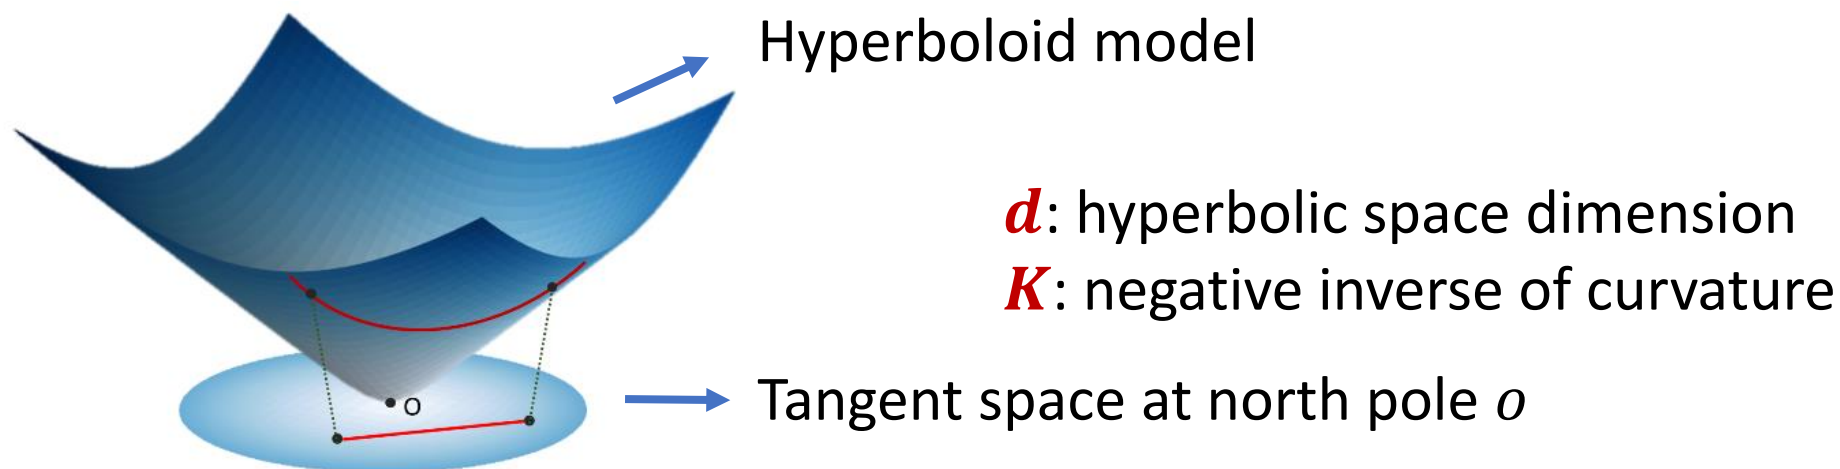 Hyperboloid model
d: hyperbolic space dimension
K: negative inverse of curvature
o
Tangent space at north pole o